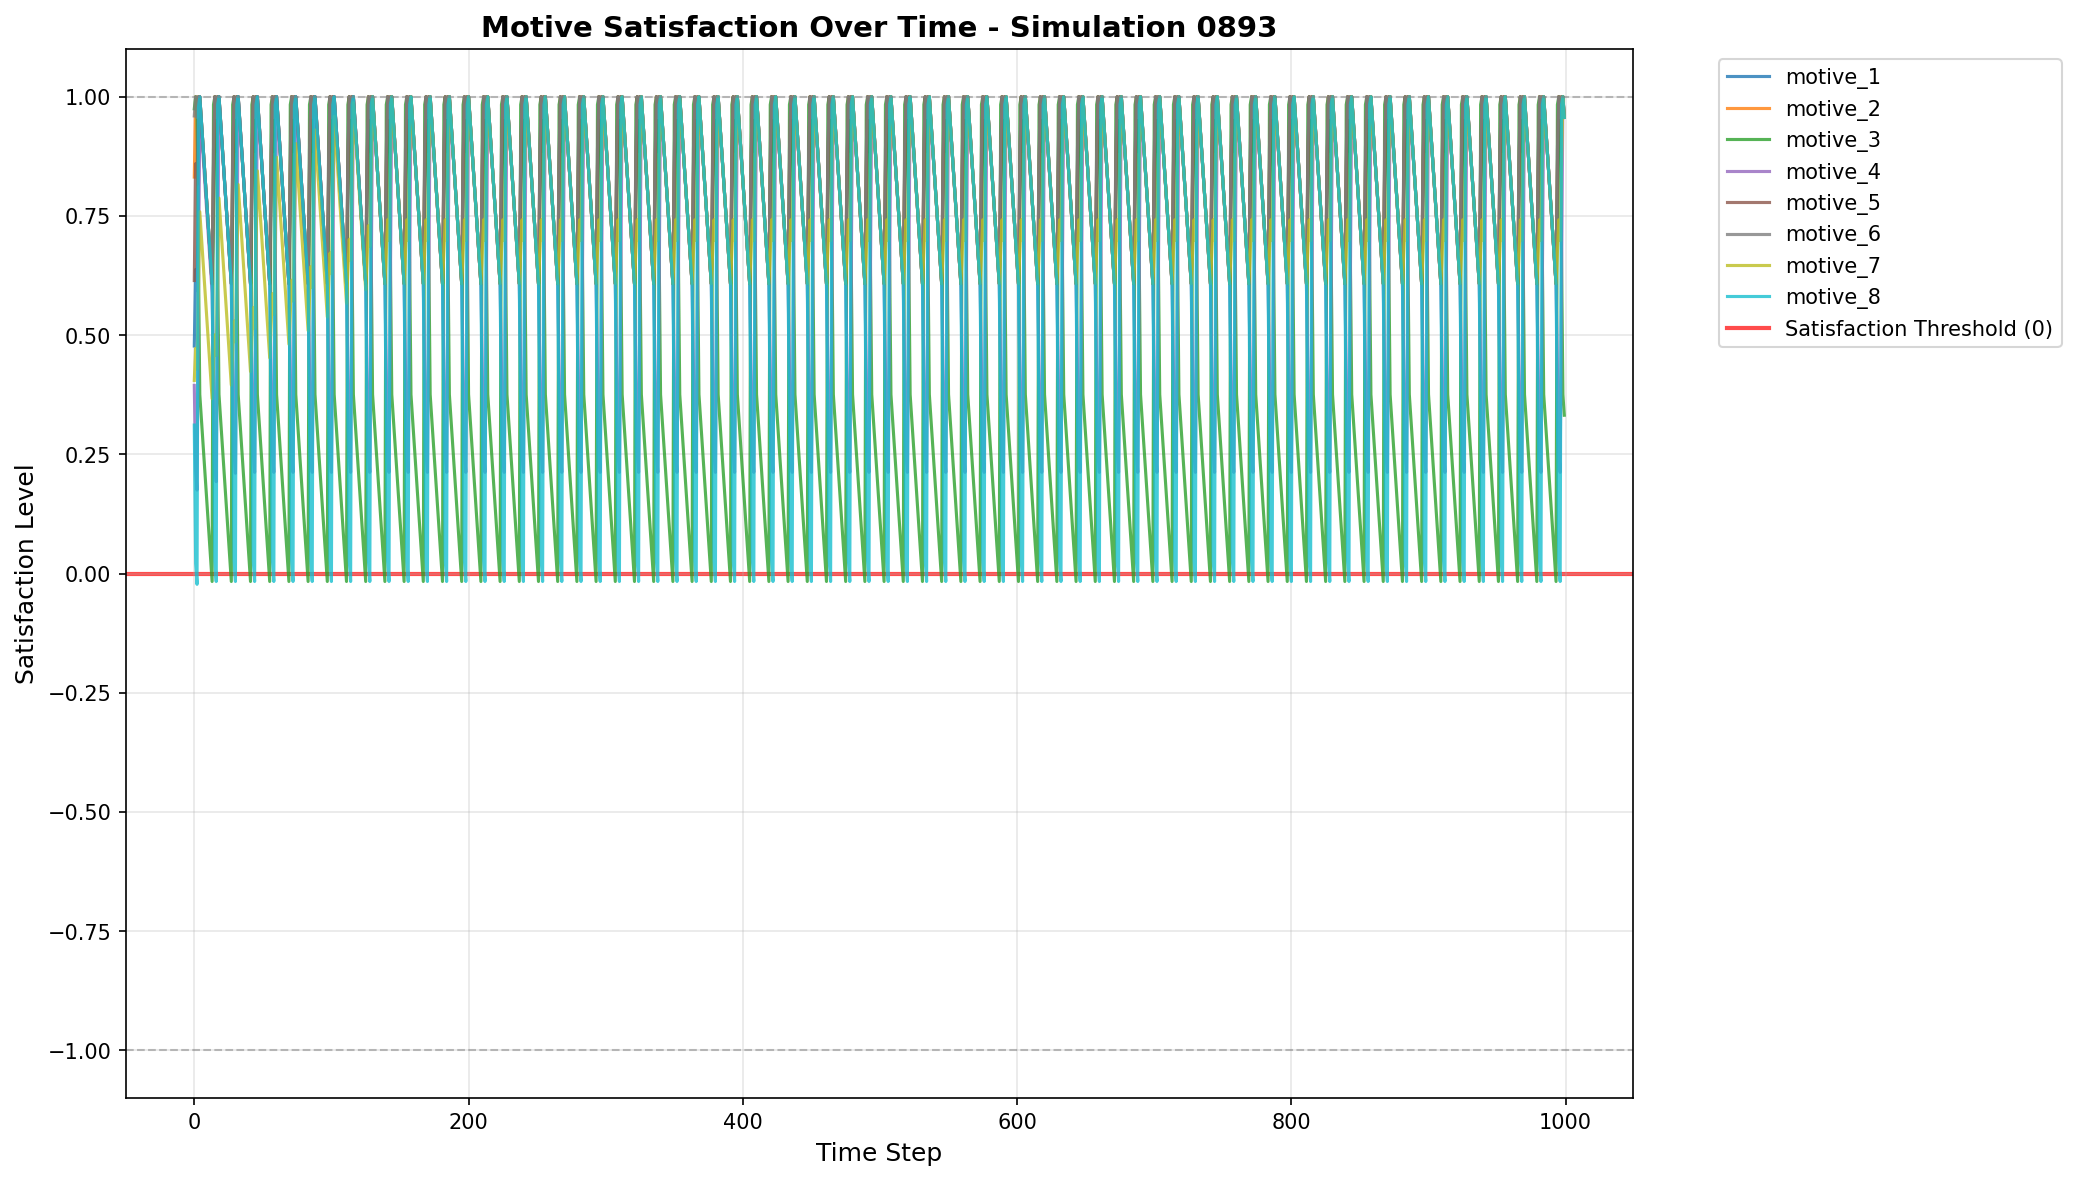 Motive Satisfaction Over Time - Simulation 0893
1.00
0.75
0.50
0.25
0.00
−0.25
−0.50
−0.75
−1.00
Satisfaction Level
0
200
400
600
800
1000
Time Step
motive_1
motive_2
motive_3
motive_4
motive_5
motive_6
motive_7
motive_8
Satisfaction Threshold (0)